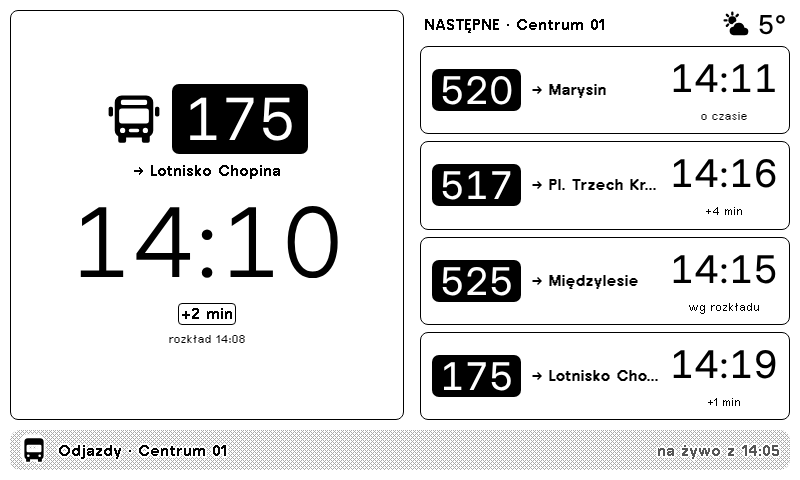 175
→ Lotnisko Chopina
14:10
+2 min
rozkład 14:08
NASTĘPNE · Centrum 01
5°
520 → Marysin 14:11
o czasie
517 → Pl. Trzech Kr... 14:16
+4 min
525 → Międzylesie 14:15
wg rozkładu
175 → Lotnisko Cho... 14:19
+1 min
Odjazdy · Centrum 01
na żywo z 14:05